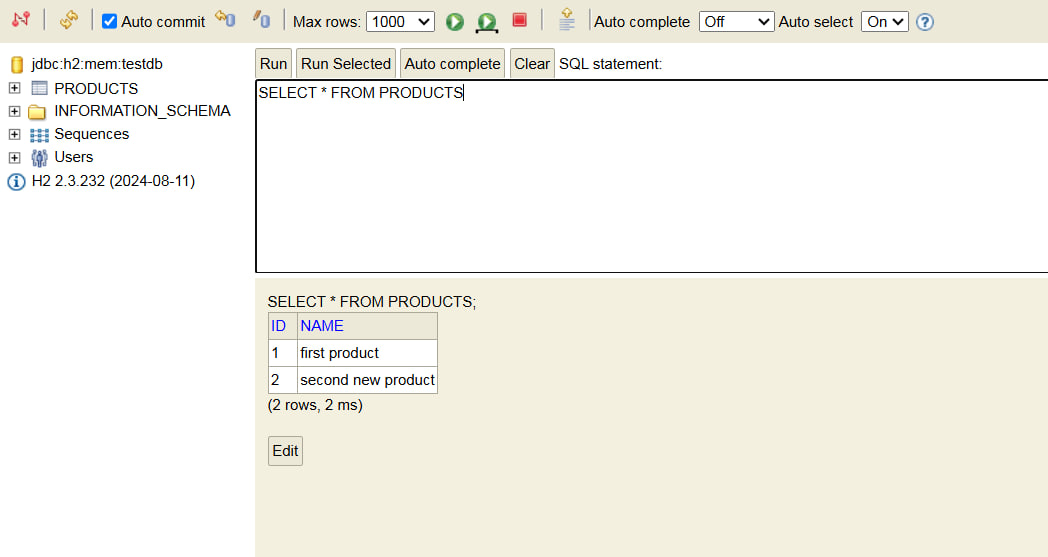 Auto commit Max rows: 1000 Auto complete Off Auto select On ?
jdbc:h2:mem:testdb
PRODUCTS
INFORMATION_SCHEMA
Sequences
Users
H2 2.3.232 (2024-08-11)
Run Run Selected Auto complete Clear SQL statement:
SELECT * FROM PRODUCTS
SELECT * FROM PRODUCTS;
ID NAME
1 first product
2 second new product
(2 rows, 2 ms)
Edit